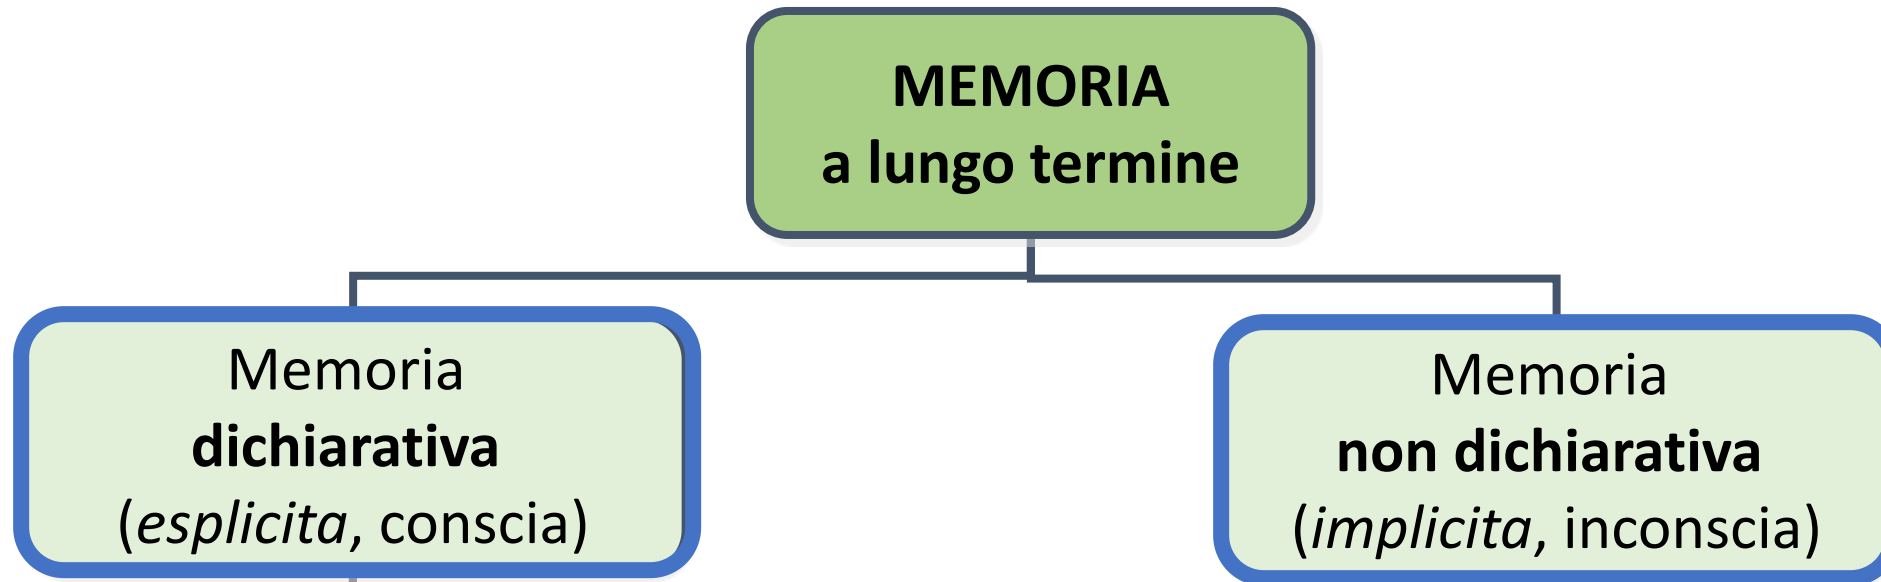 MEMORIA
a lungo termine
Memoria
dichiarativa
(esplicita, conscia)
Memoria
non dichiarativa
(implicita, inconscia)